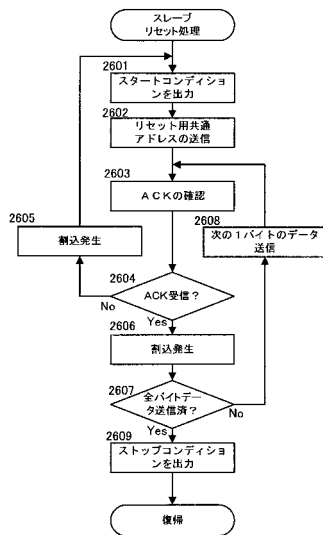 スレーブ
リセット処理
2601
スタートコンディション
を出力
2602
リセット用共通
アドレスの送信
2603
ACKの確認
2605
割込発生
2608
次の1バイトのデータ
送信
2604
ACK受信?
No
Yes
2606
割込発生
2607
全バイトデー
タ送信済?
No
Yes
2609
ストップコンディション
を出力
復帰